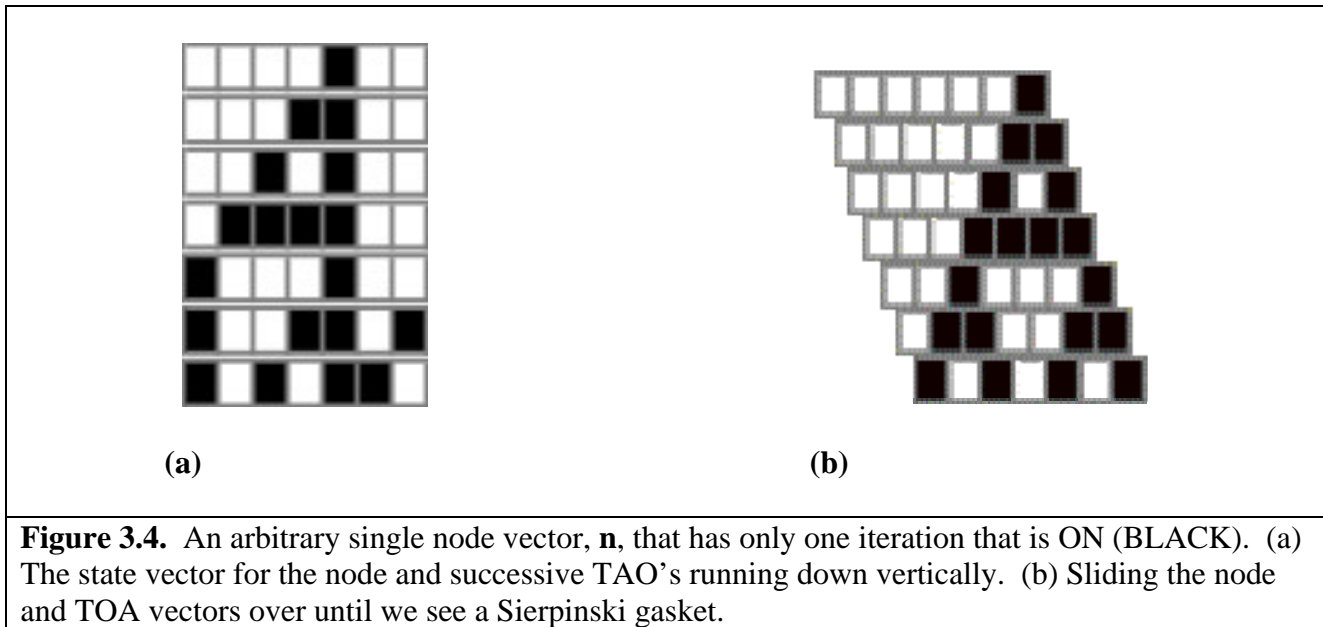 (a)
(b)
Figure 3.4. An arbitrary single node vector, n, that has only one iteration that is ON (BLACK). (a)
The state vector for the node and successive TAO's running down vertically. (b) Sliding the node
and TOA vectors over until we see a Sierpinski gasket.